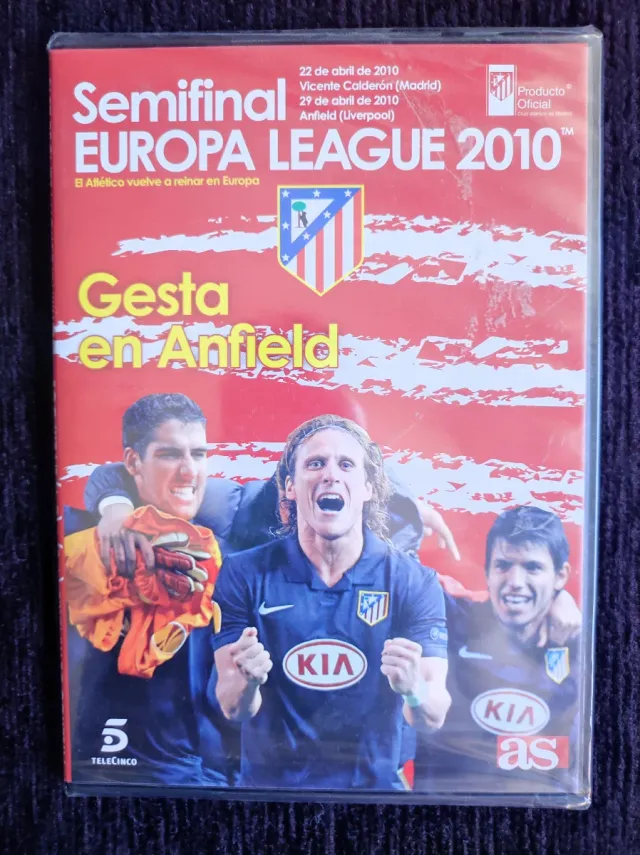 22 de abril de 2010
Vicente Calderón (Madrid)
29 de abril de 2010
Anfield (Liverpool)
Producto®
Oficial
Semifinal
EUROPA LEAGUE 2010™
El Atlético vuelve a reinar en Europa
Gesta
en Anfield
KIA
KIA
5
TELECINCO
as